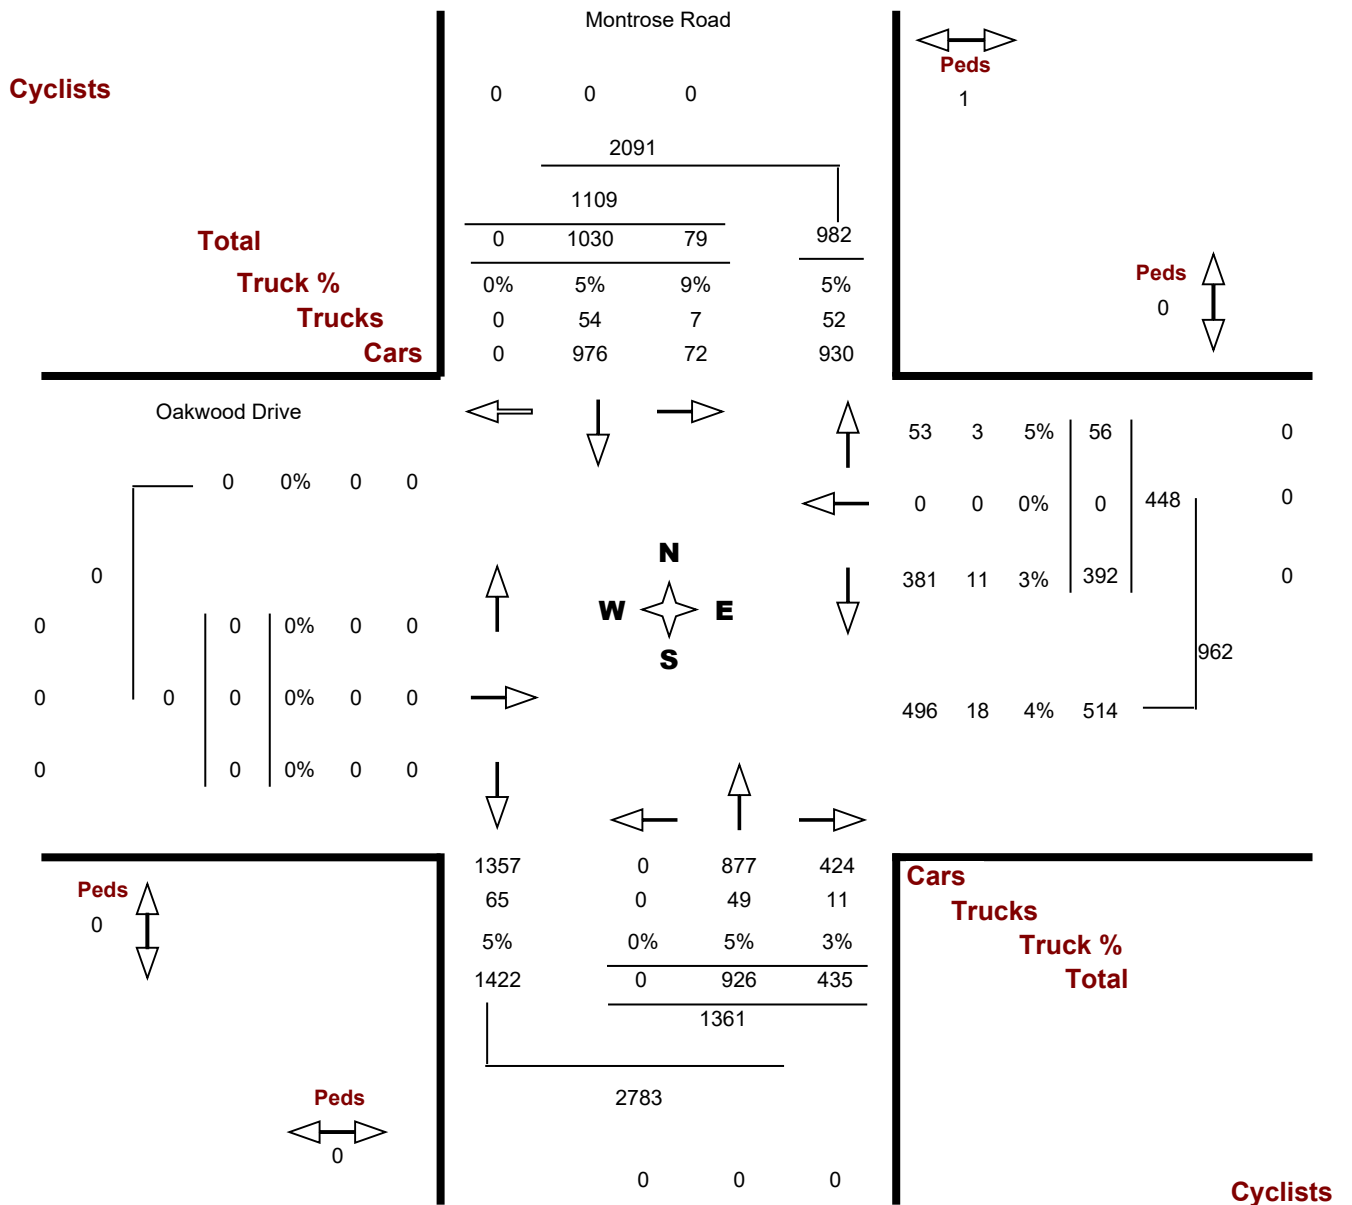 Montrose Road
Peds
Cyclists
0 0 0
1
2091
1109
Total 0 1030 79 982
Truck % 0% 5% 9% 5%
Peds
Trucks 0 54 7 52
0
Cars 0 976 72 930
Oakwood Drive
53 3 5% 56 0
0 0% 0 0
0 0 0% 0 448 0
N
0
381 11 3% 392 0
W E
0 0 0% 0 0
S
962
0 0 0 0% 0 0
496 18 4% 514
0 0 0% 0 0
1357 0 877 424
Cars
Peds
65 0 49 11
Trucks
0
5% 0% 5% 3%
Truck %
1422 0 926 435
Total
1361
2783
Peds
0
0 0 0
Cyclists